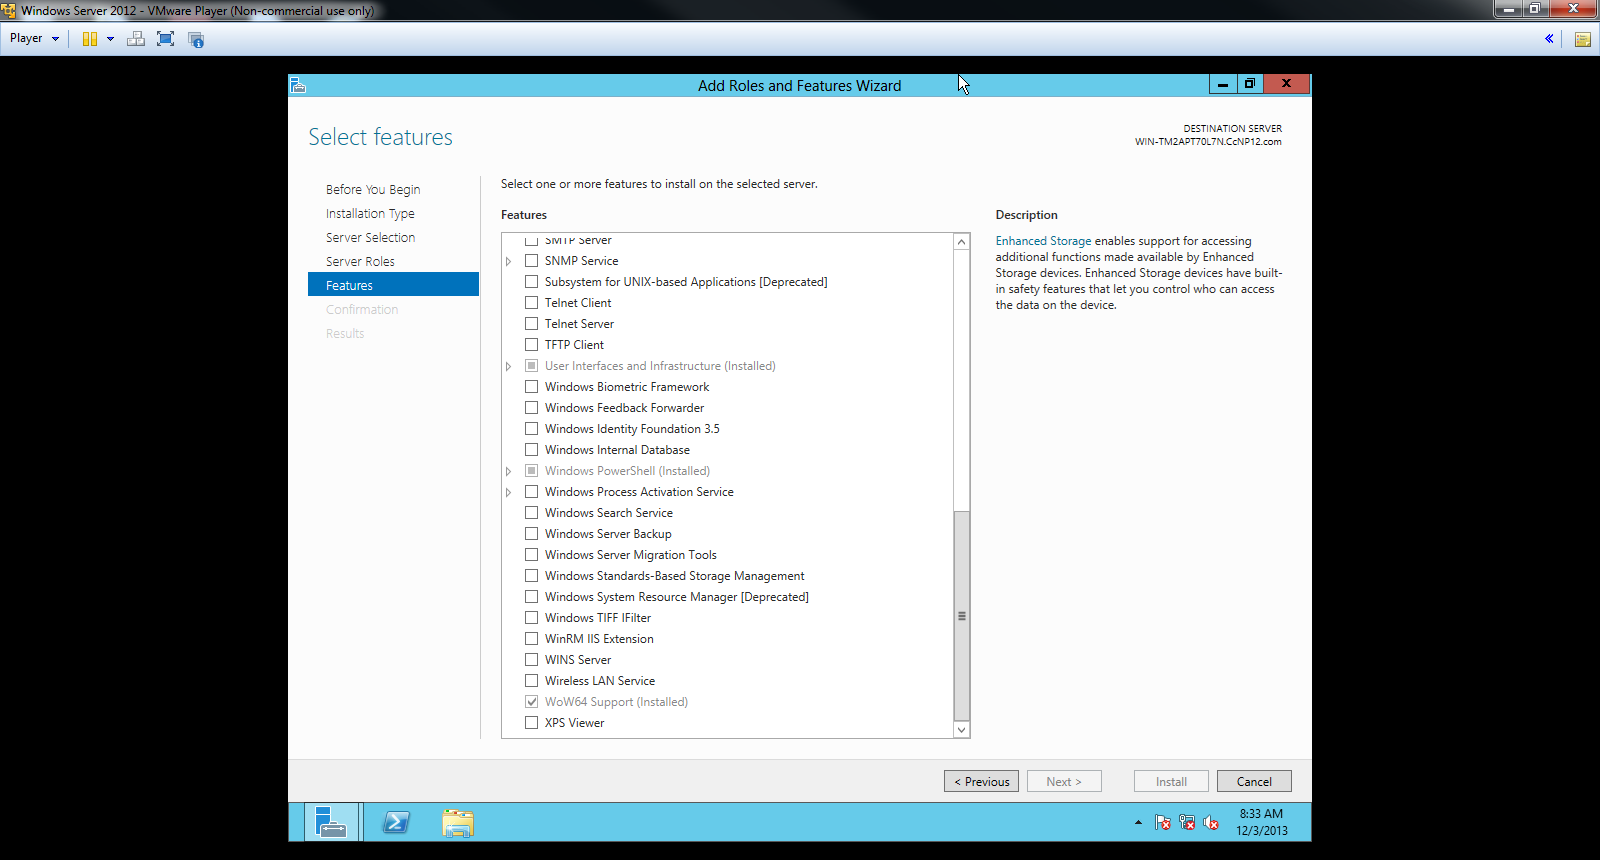 Windows Server 2012 - VMware Player (Non-commercial use only)
Player
Add Roles and Features Wizard
Select features
DESTINATION SERVER
WIN-TM2APT70L7N.CcNP12.com
Before You Begin
Installation Type
Server Selection
Server Roles
Features
Confirmation
Results
Select one or more features to install on the selected server.
Features
SMTP Server
SNMP Service
Subsystem for UNIX-based Applications [Deprecated]
Telnet Client
Telnet Server
TFTP Client
User Interfaces and Infrastructure (Installed)
Windows Biometric Framework
Windows Feedback Forwarder
Windows Identity Foundation 3.5
Windows Internal Database
Windows PowerShell (Installed)
Windows Process Activation Service
Windows Search Service
Windows Server Backup
Windows Server Migration Tools
Windows Standards-Based Storage Management
Windows System Resource Manager [Deprecated]
Windows TIFF IFilter
WinRM IIS Extension
WINS Server
Wireless LAN Service
WoW64 Support (Installed)
XPS Viewer
Description
Enhanced Storage enables support for accessing
additional functions made available by Enhanced
Storage devices. Enhanced Storage devices have built-
in safety features that let you control who can access
the data on the device.
< Previous
Next >
Install
Cancel
8:33 AM
12/3/2013